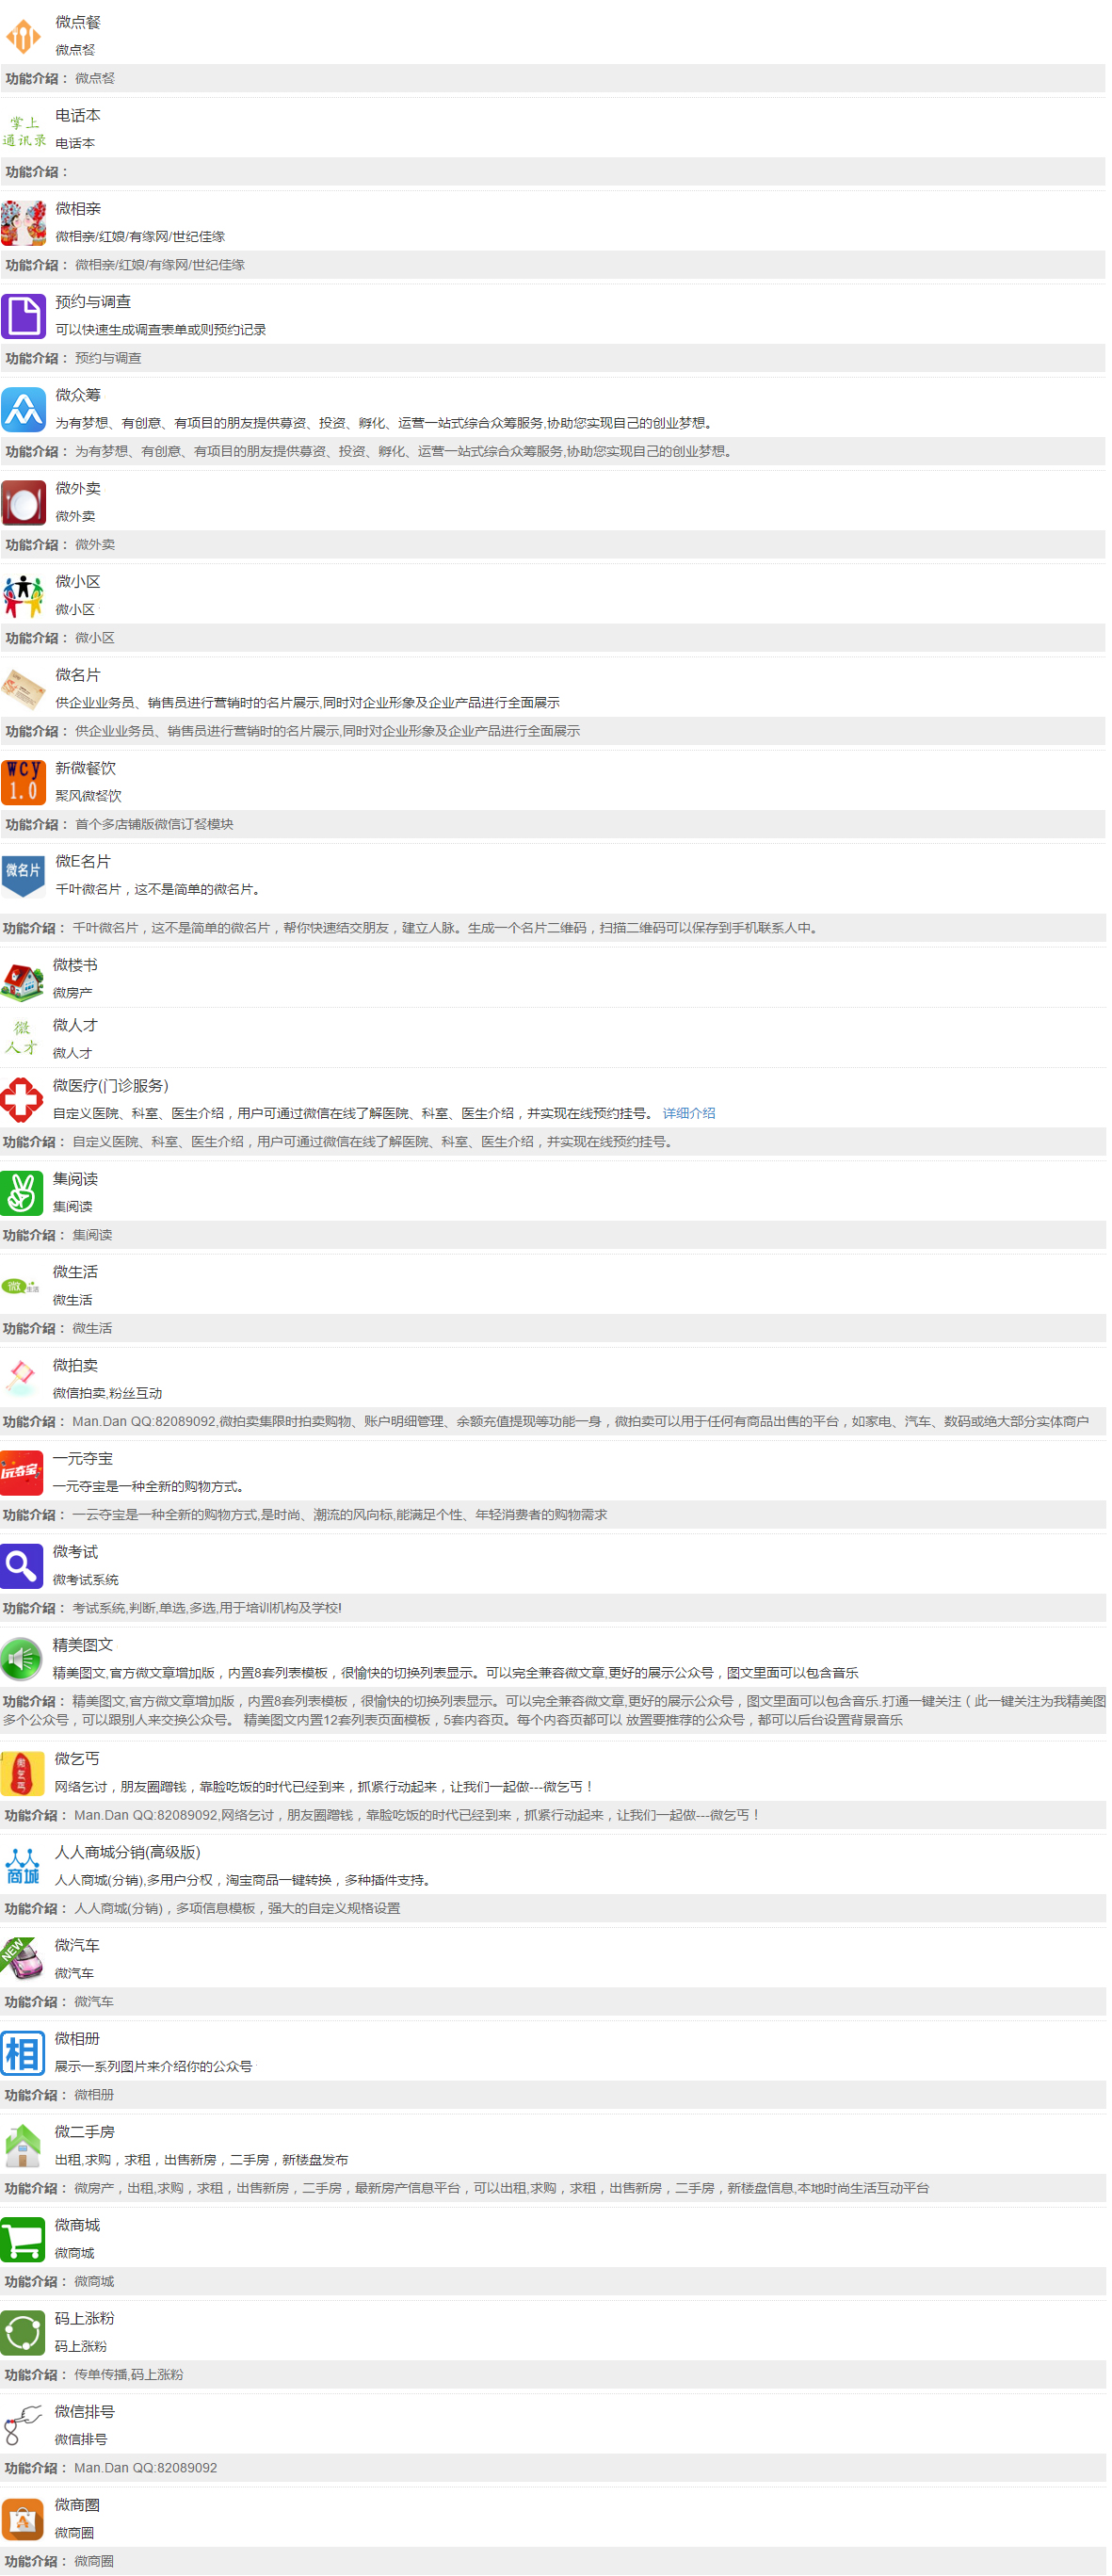 微点餐
微点餐
功能介绍： 微点餐
掌上
通讯录
电话本
电话本
功能介绍：
微相亲
微相亲/红娘/有缘网/世纪佳缘
功能介绍： 微相亲/红娘/有缘网/世纪佳缘
预约与调查
可以快速生成调查表单或则预约记录
功能介绍： 预约与调查
微众筹
为有梦想、有创意、有项目的朋友提供募资、投资、孵化、运营一站式综合众筹服务,协助您实现自己的创业梦想。
功能介绍： 为有梦想、有创意、有项目的朋友提供募资、投资、孵化、运营一站式综合众筹服务,协助您实现自己的创业梦想。
微外卖
微外卖
功能介绍： 微外卖
微小区
微小区
功能介绍： 微小区
微名片
供企业业务员、销售员进行营销时的名片展示,同时对企业形象及企业产品进行全面展示
功能介绍： 供企业业务员、销售员进行营销时的名片展示,同时对企业形象及企业产品进行全面展示
wcy
1.0
新微餐饮
聚风微餐饮
功能介绍： 首个多店铺版微信订餐模块
微名片
微E名片
千叶微名片，这不是简单的微名片。
功能介绍： 千叶微名片，这不是简单的微名片，帮你快速结交朋友，建立人脉。生成一个名片二维码，扫描二维码可以保存到手机联系人中。
微楼书
微房产
微
人才
微人才
微人才
微医疗(门诊服务)
自定义医院、科室、医生介绍，用户可通过微信在线了解医院、科室、医生介绍，并实现在线预约挂号。 详细介绍
功能介绍： 自定义医院、科室、医生介绍，用户可通过微信在线了解医院、科室、医生介绍，并实现在线预约挂号。
集阅读
集阅读
功能介绍： 集阅读
微生活
微生活
微生活
功能介绍： 微生活
微拍卖
微信拍卖,粉丝互动
功能介绍： Man.Dan QQ:82089092,微拍卖集限时拍卖购物、账户明细管理、余额充值提现等功能一身，微拍卖可以用于任何有商品出售的平台，如家电、汽车、数码或绝大部分实体商户
玩夺宝
一元夺宝
一元夺宝是一种全新的购物方式。
功能介绍： 一云夺宝是一种全新的购物方式,是时尚、潮流的风向标,能满足个性、年轻消费者的购物需求
微考试
微考试系统
功能介绍： 考试系统,判断,单选,多选,用于培训机构及学校!
精美图文
精美图文,官方微文章增加版，内置8套列表模板，很愉快的切换列表显示。可以完全兼容微文章,更好的展示公众号，图文里面可以包含音乐
功能介绍： 精美图文,官方微文章增加版，内置8套列表模板，很愉快的切换列表显示。可以完全兼容微文章,更好的展示公众号，图文里面可以包含音乐.打通一键关注（此一键关注为我精美图
多个公众号，可以跟别人来交换公众号。 精美图文内置12套列表页面模板，5套内容页。每个内容页都可以 放置要推荐的公众号，都可以后台设置背景音乐
微乞丐
微乞丐
网络乞讨，朋友圈蹭钱，靠脸吃饭的时代已经到来，抓紧行动起来，让我们一起做---微乞丐！
功能介绍： Man.Dan QQ:82089092,网络乞讨，朋友圈蹭钱，靠脸吃饭的时代已经到来，抓紧行动起来，让我们一起做---微乞丐！
商城
人人商城分销(高级版)
人人商城(分销),多用户分权，淘宝商品一键转换，多种插件支持。
功能介绍： 人人商城(分销)，多项信息模板，强大的自定义规格设置
NEW
微汽车
微汽车
功能介绍： 微汽车
相
微相册
展示一系列图片来介绍你的公众号
功能介绍： 微相册
微二手房
出租,求购，求租，出售新房，二手房，新楼盘发布
功能介绍： 微房产，出租,求购，求租，出售新房，二手房，最新房产信息平台，可以出租,求购，求租，出售新房，二手房，新楼盘信息,本地时尚生活互动平台
微商城
微商城
功能介绍： 微商城
码上涨粉
码上涨粉
功能介绍： 传单传播,码上涨粉
微信排号
微信排号
功能介绍： Man.Dan QQ:82089092
微商圈
微商圈
功能介绍： 微商圈